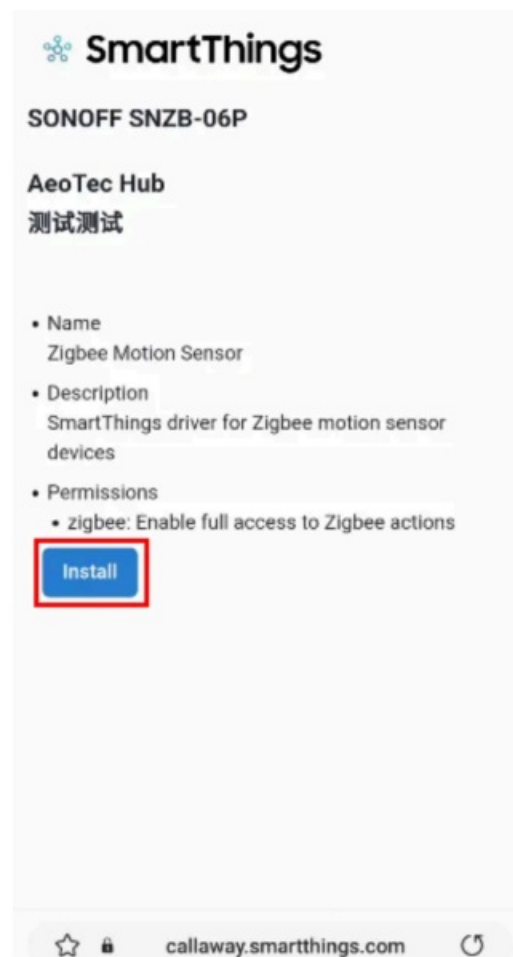 SmartThings
SONOFF SNZB-06P
AeoTec Hub
测试测试
• Name
Zigbee Motion Sensor
• Description
SmartThings driver for Zigbee motion sensor
devices
• Permissions
• zigbee: Enable full access to Zigbee actions
Install
callaway.smartthings.com